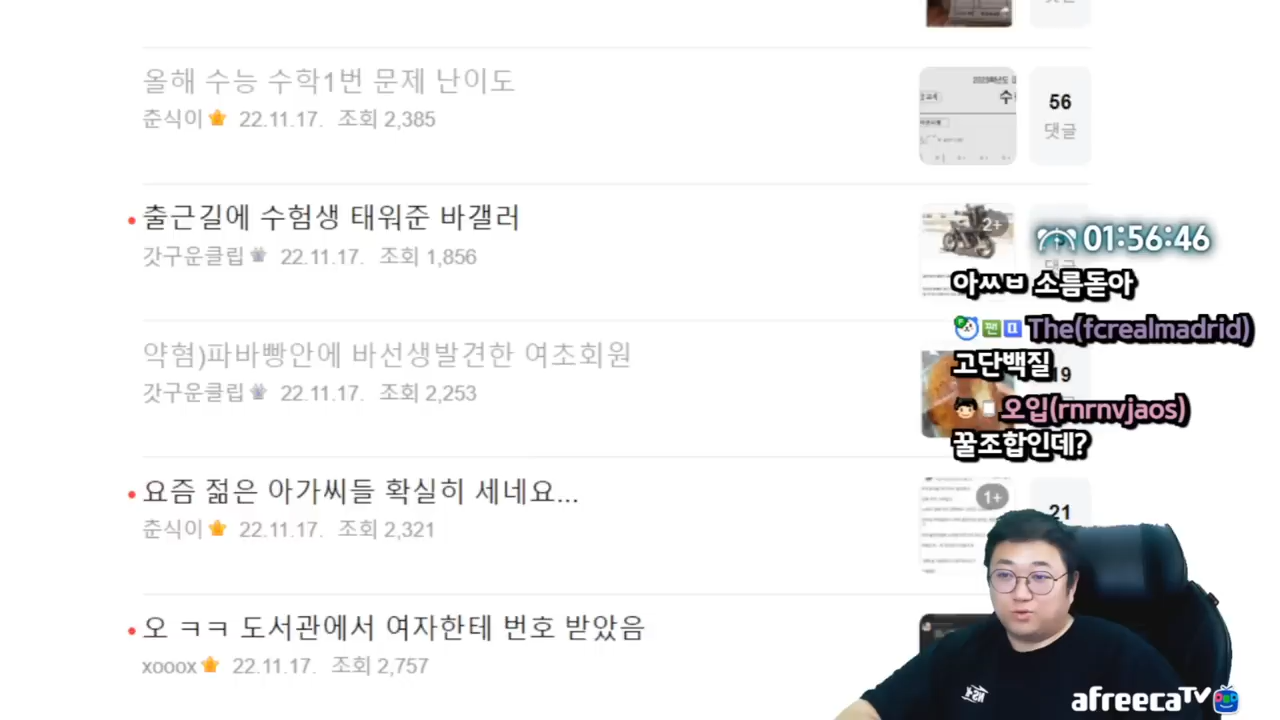 댓글
올해 수능 수학1번 문제 난이도
춘식이 22.11.17. 조회 2,385
56
댓글
출근길에 수험생 태워준 바갤러
갓구운클립 22.11.17. 조회 1,856
2+
01:56:46
아ㅆㅂ 소름돋아
The(fcrealmadrid)
고단백질
약혐)파바빵안에 바선생발견한 여초회원
갓구운클립 22.11.17. 조회 2,253
오입(rnrnvjaos)
꿀조합인데?
요즘 젊은 아가씨들 확실히 세네요...
춘식이 22.11.17. 조회 2,321
1+
21
오 ㅋㅋ 도서관에서 여자한테 번호 받았음
xooox 22.11.17. 조회 2,757
afreecaTV